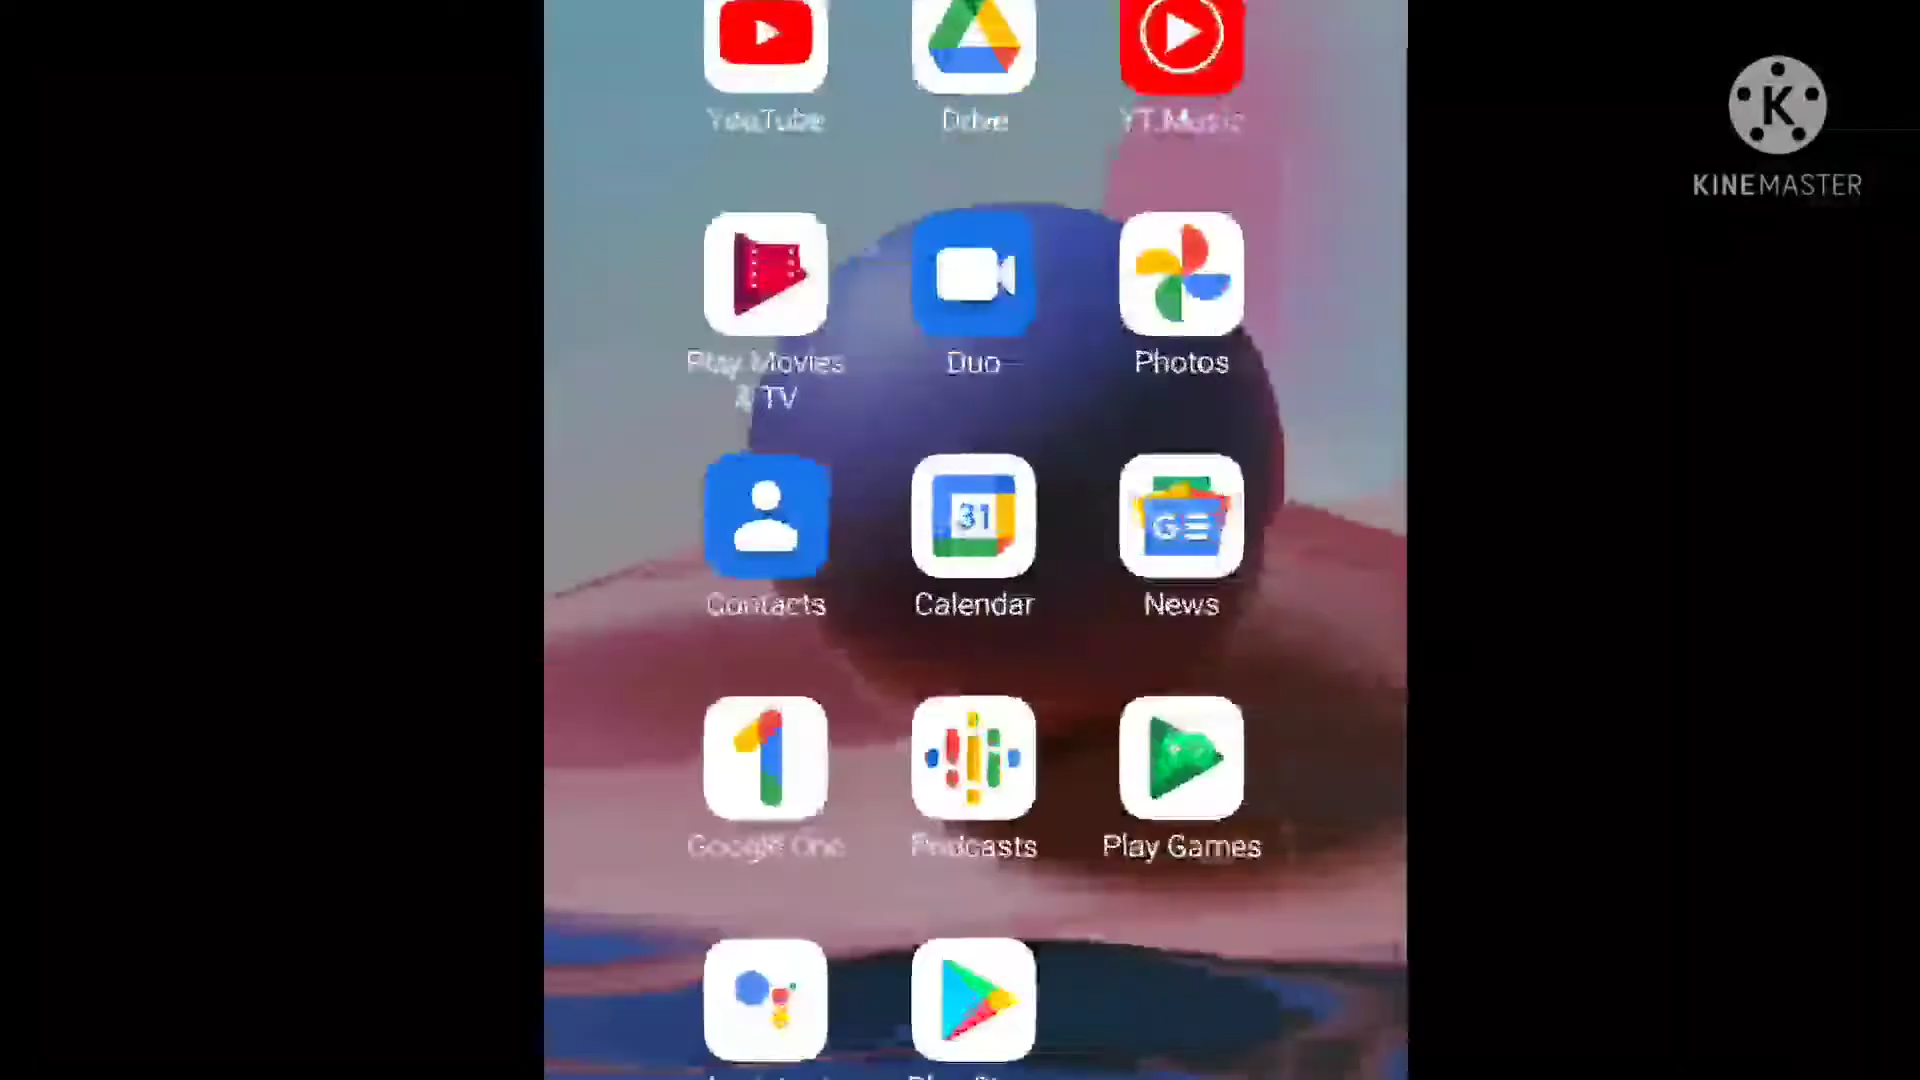 YouTube
Drive
YT Music
K
KINEMASTER
Play Movies
& TV
Duo
Photos
31
GE
Contacts
Calendar
News
Google One
Podcasts
Play Games